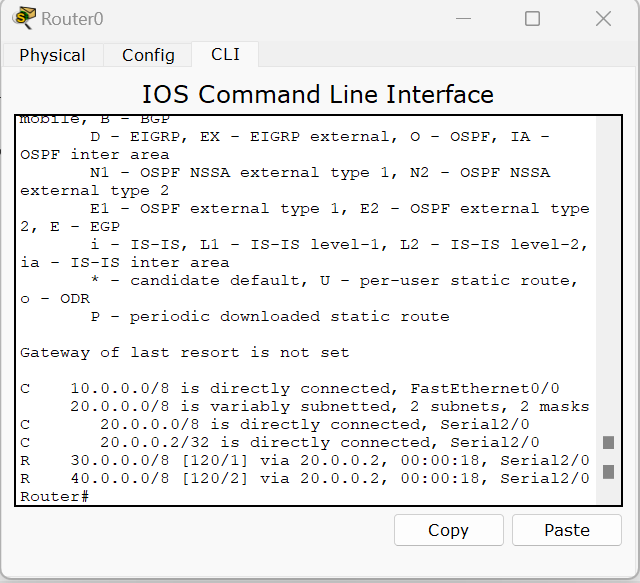 Router0
Physical Config CLI
IOS Command Line Interface
mobile, B - BGP
D - EIGRP, EX - EIGRP external, O - OSPF, IA -
OSPF inter area
N1 - OSPF NSSA external type 1, N2 - OSPF NSSA
external type 2
E1 - OSPF external type 1, E2 - OSPF external type
2, E - EGP
i - IS-IS, L1 - IS-IS level-1, L2 - IS-IS level-2,
ia - IS-IS inter area
* - candidate default, U - per-user static route,
o - ODR
P - periodic downloaded static route
Gateway of last resort is not set
C 10.0.0.0/8 is directly connected, FastEthernet0/0
20.0.0.0/8 is variably subnetted, 2 subnets, 2 masks
C 20.0.0.0/8 is directly connected, Serial2/0
C 20.0.0.2/32 is directly connected, Serial2/0
R 30.0.0.0/8 [120/1] via 20.0.0.2, 00:00:18, Serial2/0
R 40.0.0.0/8 [120/2] via 20.0.0.2, 00:00:18, Serial2/0
Router#
Copy Paste